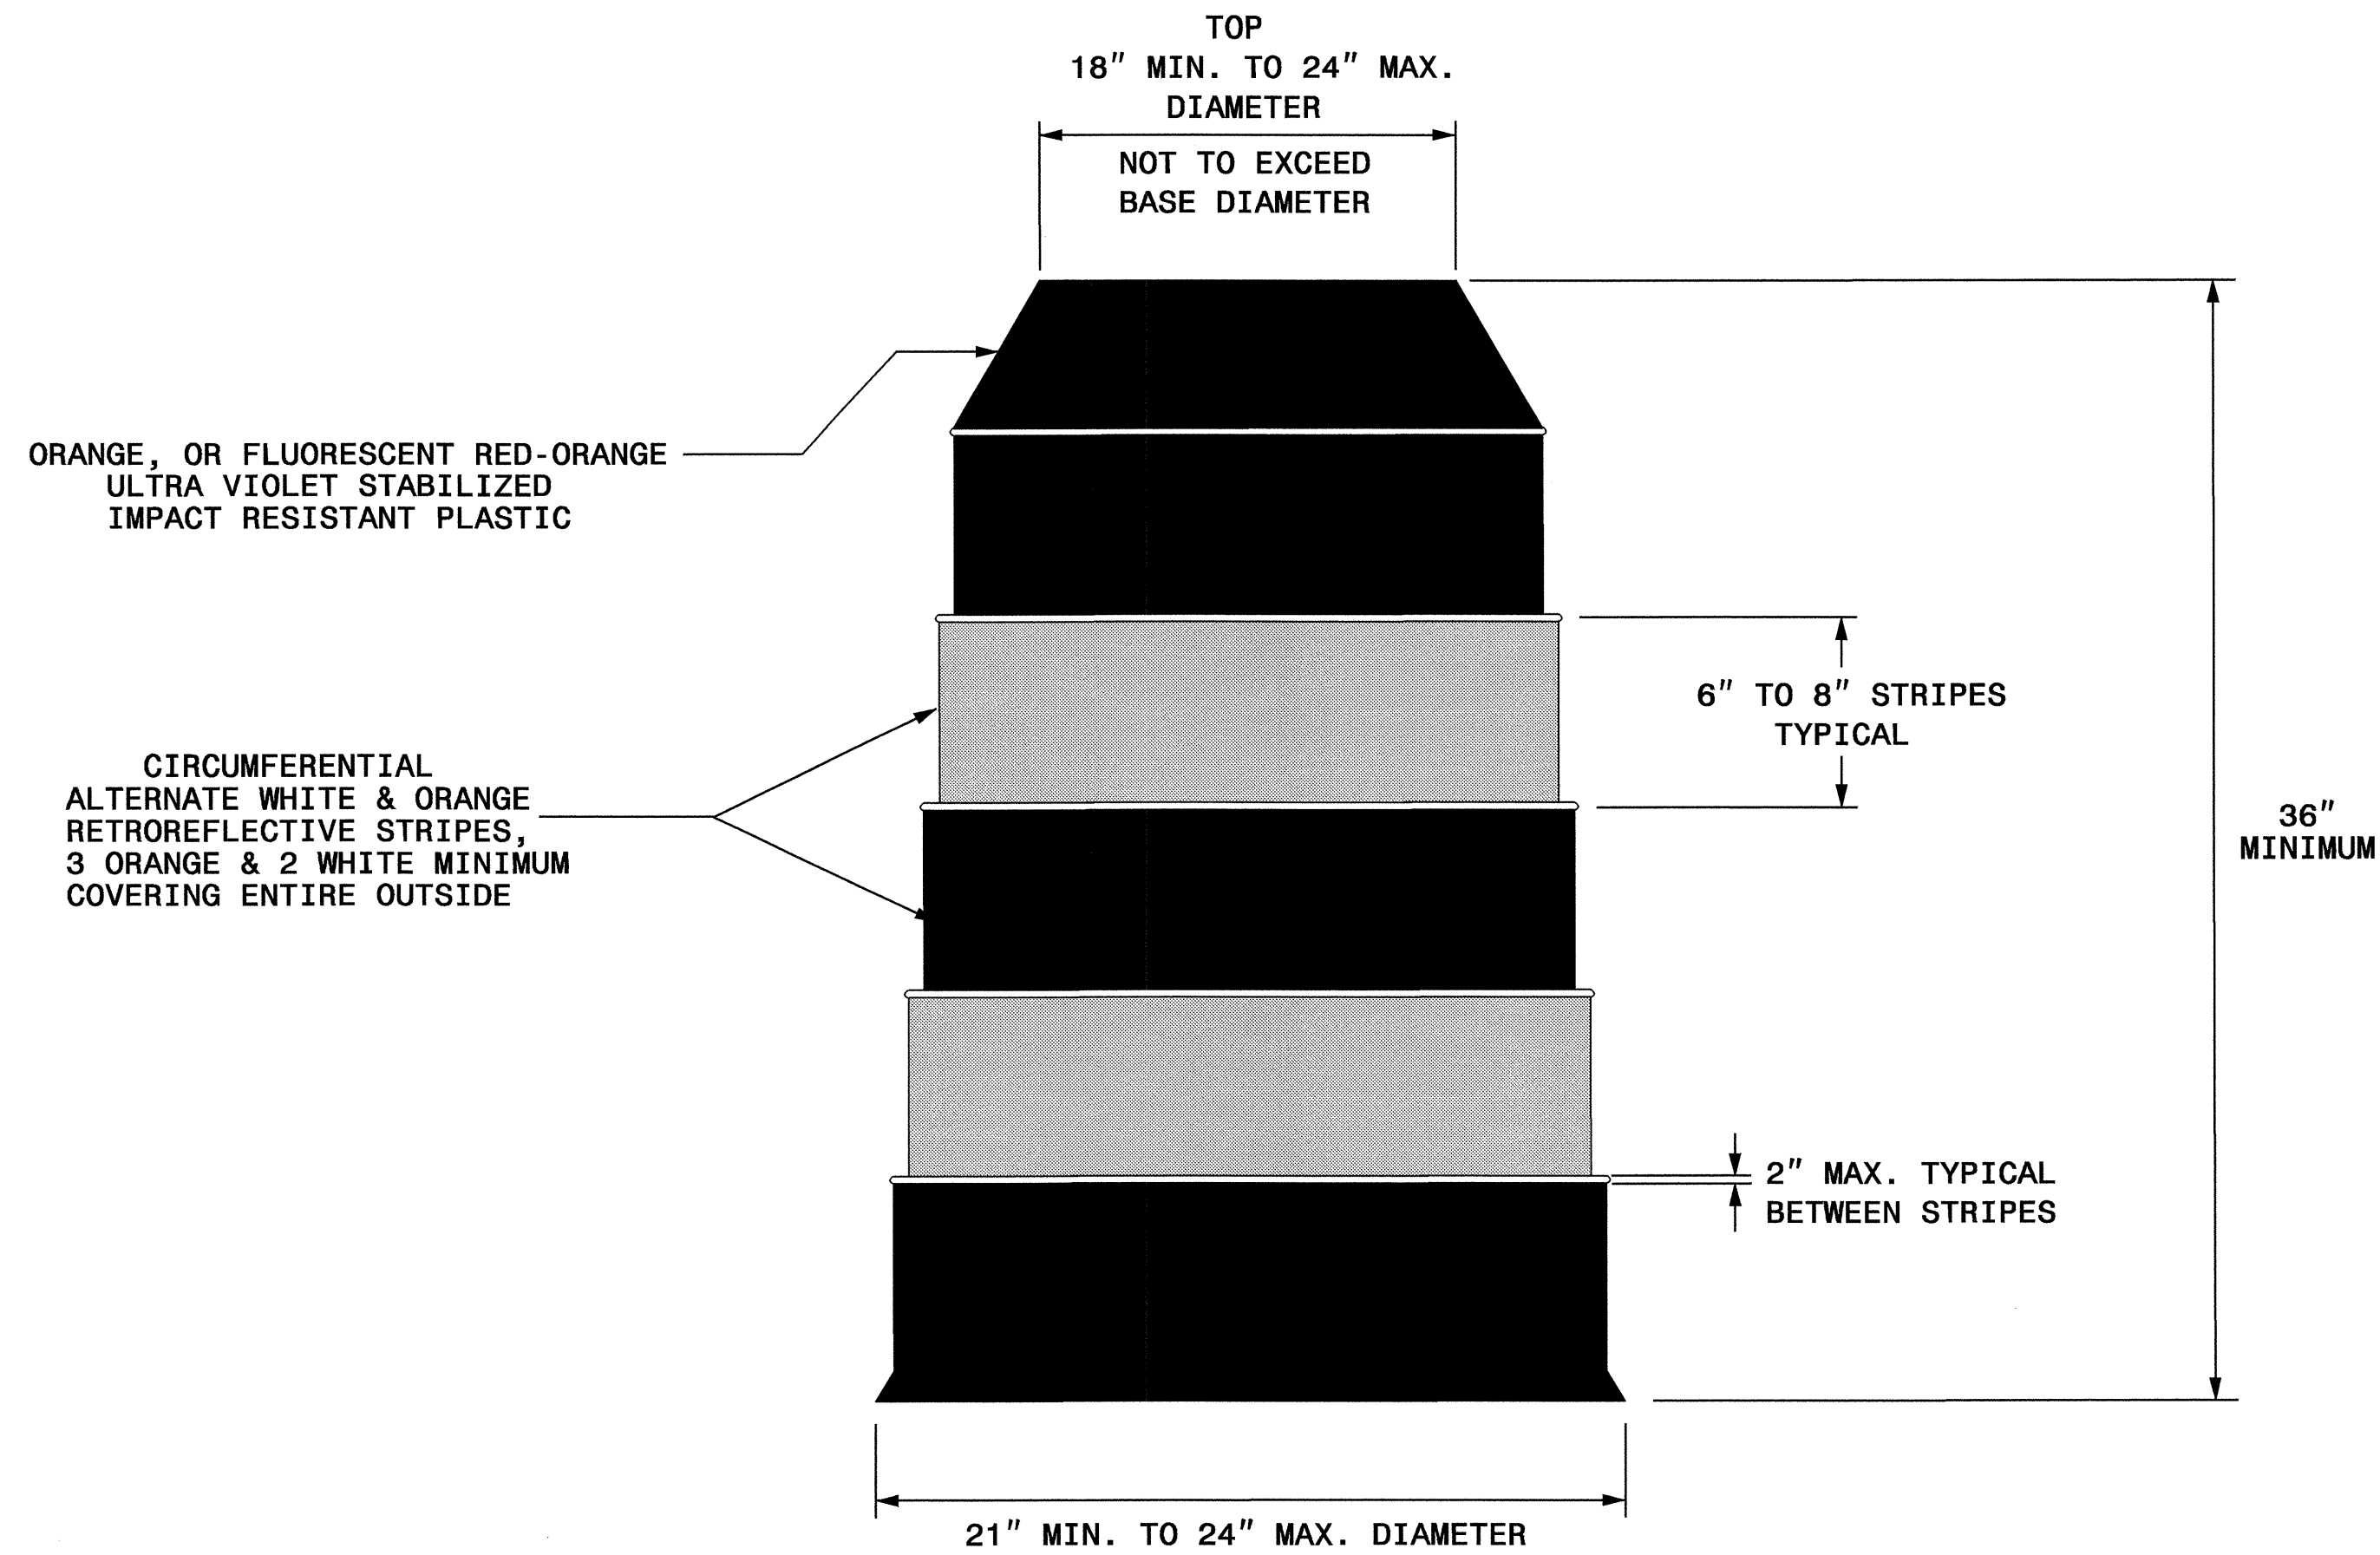 TOP
18" MIN. TO 24" MAX.
DIAMETER
NOT TO EXCEED
BASE DIAMETER
ORANGE, OR FLUORESCENT RED-ORANGE
ULTRA VIOLET STABILIZED
IMPACT RESISTANT PLASTIC
6" TO 8" STRIPES
TYPICAL
CIRCUMFERENTIAL
ALTERNATE WHITE & ORANGE
RETROREFLECTIVE STRIPES,
3 ORANGE & 2 WHITE MINIMUM
COVERING ENTIRE OUTSIDE
36"
MINIMUM
2" MAX. TYPICAL
BETWEEN STRIPES
21" MIN. TO 24" MAX. DIAMETER